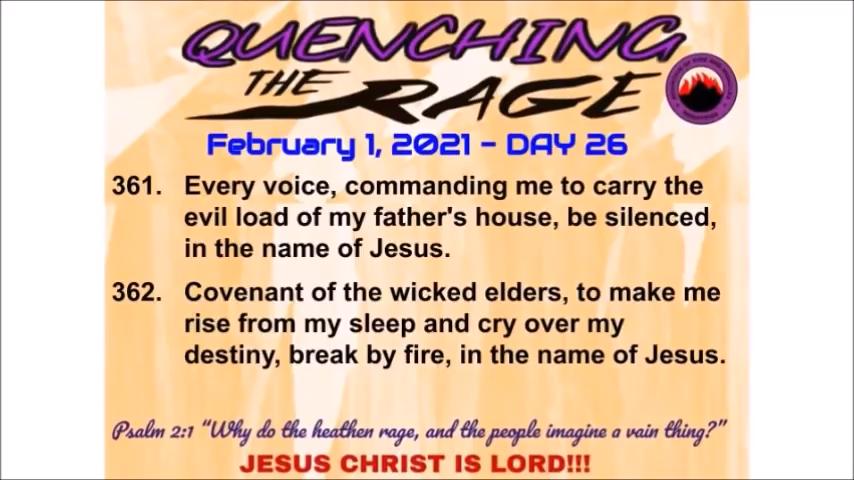 QUENCHING
THE RAGE
February 1, 2021 - DAY 26
361. Every voice, commanding me to carry the
evil load of my father's house, be silenced,
in the name of Jesus.
362. Covenant of the wicked elders, to make me
rise from my sleep and cry over my
destiny, break by fire, in the name of Jesus.
Psalm 2:1 "Why do the heathen rage, and the people imagine a vain thing?"
JESUS CHRIST IS LORD!!!